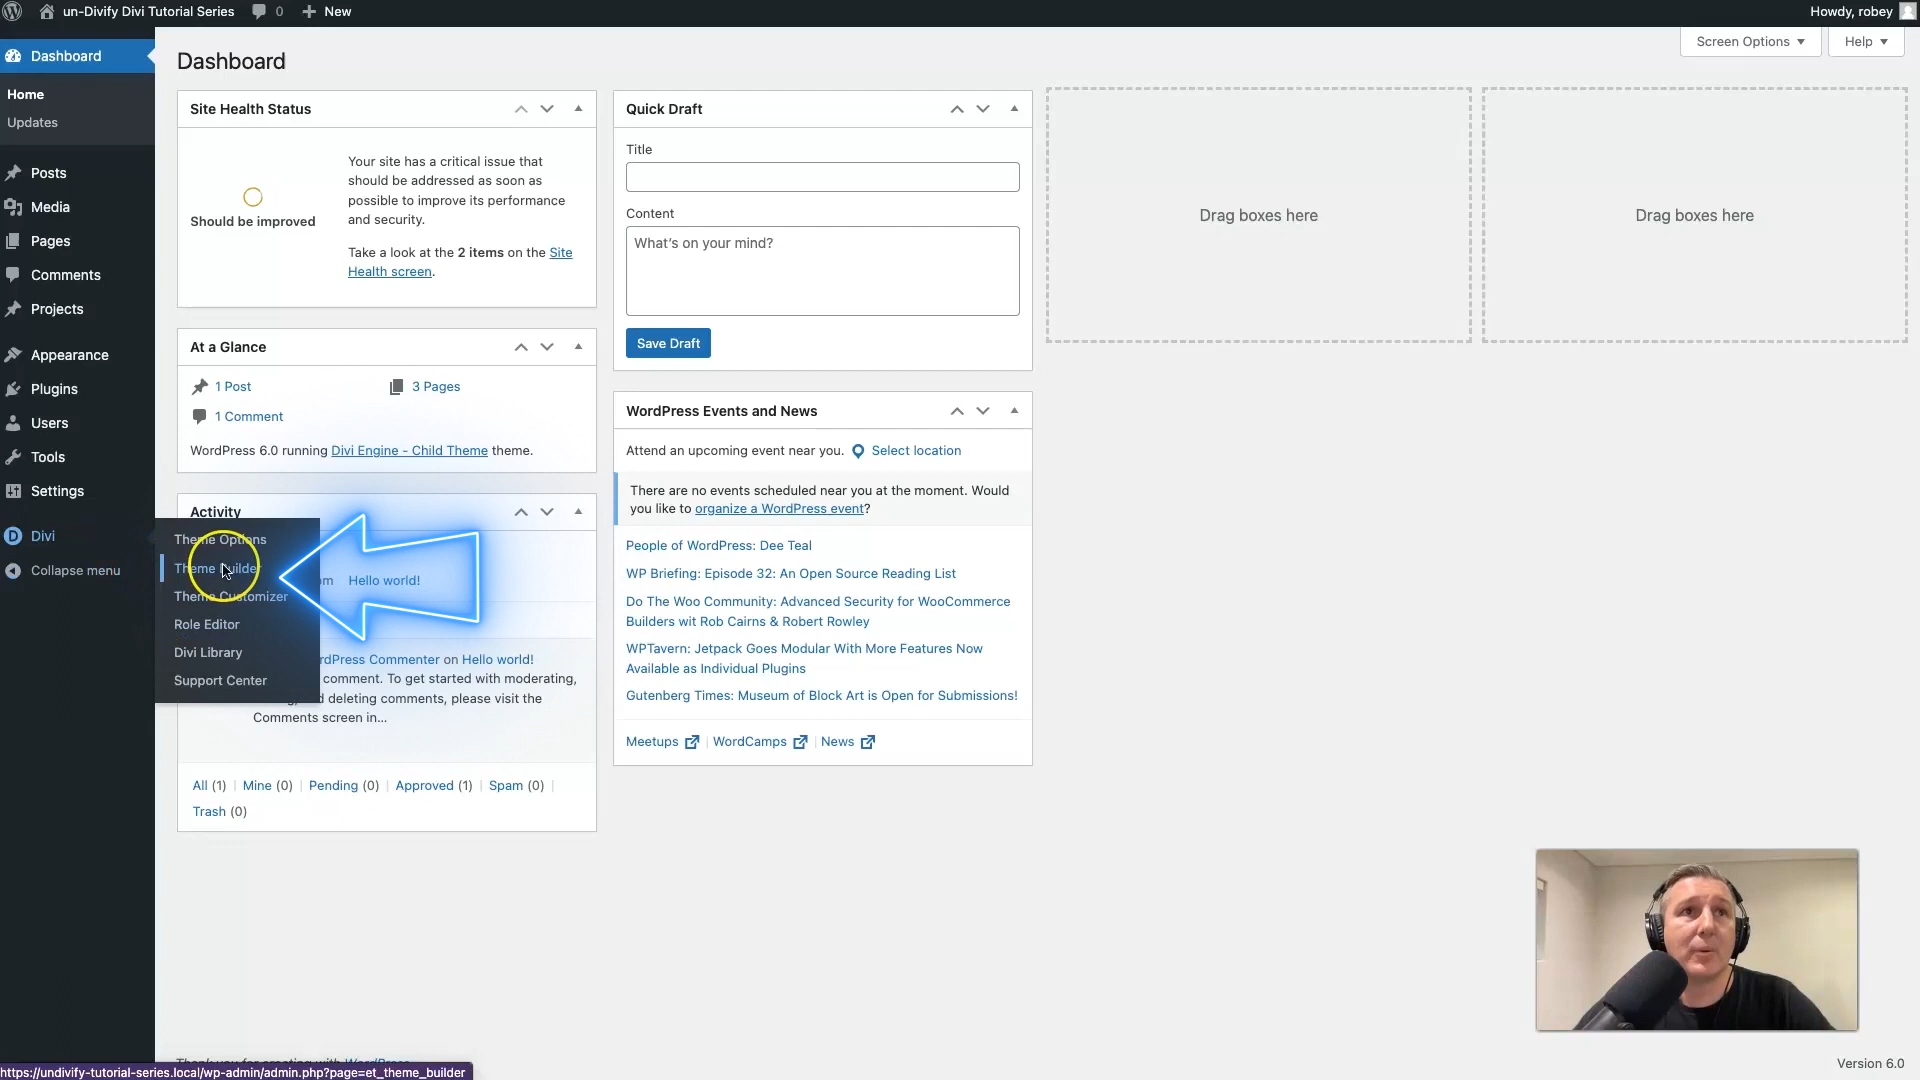 un-Divify Divi Tutorial Series 0 New
Howdy, robey
Dashboard
Home
Updates
Posts
Media
Pages
Comments
Projects
Appearance
Plugins
Users
Tools
Settings
Divi
Collapse menu
Theme Options
Theme Builder
Theme Customizer
Role Editor
Divi Library
Support Center
Screen Options
Help
Dashboard
Site Health Status
Should be improved
Your site has a critical issue that
should be addressed as soon as
possible to improve its performance
and security.
Take a look at the 2 items on the Site
Health screen.
At a Glance
1 Post
3 Pages
1 Comment
WordPress 6.0 running Divi Engine - Child Theme theme.
Activity
am Hello world!
Commenter on Hello world!
comment. To get started with moderating,
deleting comments, please visit the
Comments screen in...
All (1) | Mine (0) | Pending (0) | Approved (1) | Spam (0) |
Trash (0)
Quick Draft
Title
Content
What's on your mind?
Save Draft
WordPress Events and News
Attend an upcoming event near you. Select location
There are no events scheduled near you at the moment. Would
you like to organize a WordPress event?
People of WordPress: Dee Teal
WP Briefing: Episode 32: An Open Source Reading List
Do The Woo Community: Advanced Security for WooCommerce
Builders wit Rob Cairns & Robert Rowley
WPTavern: Jetpack Goes Modular With More Features Now
Available as Individual Plugins
Gutenberg Times: Museum of Block Art is Open for Submissions!
Meetups | WordCamps | News
Drag boxes here
Drag boxes here
Thank you for creating with WordPress
Version 6.0
https://undivify-tutorial-series.local/wp-admin/admin.php?page=et_theme_builder